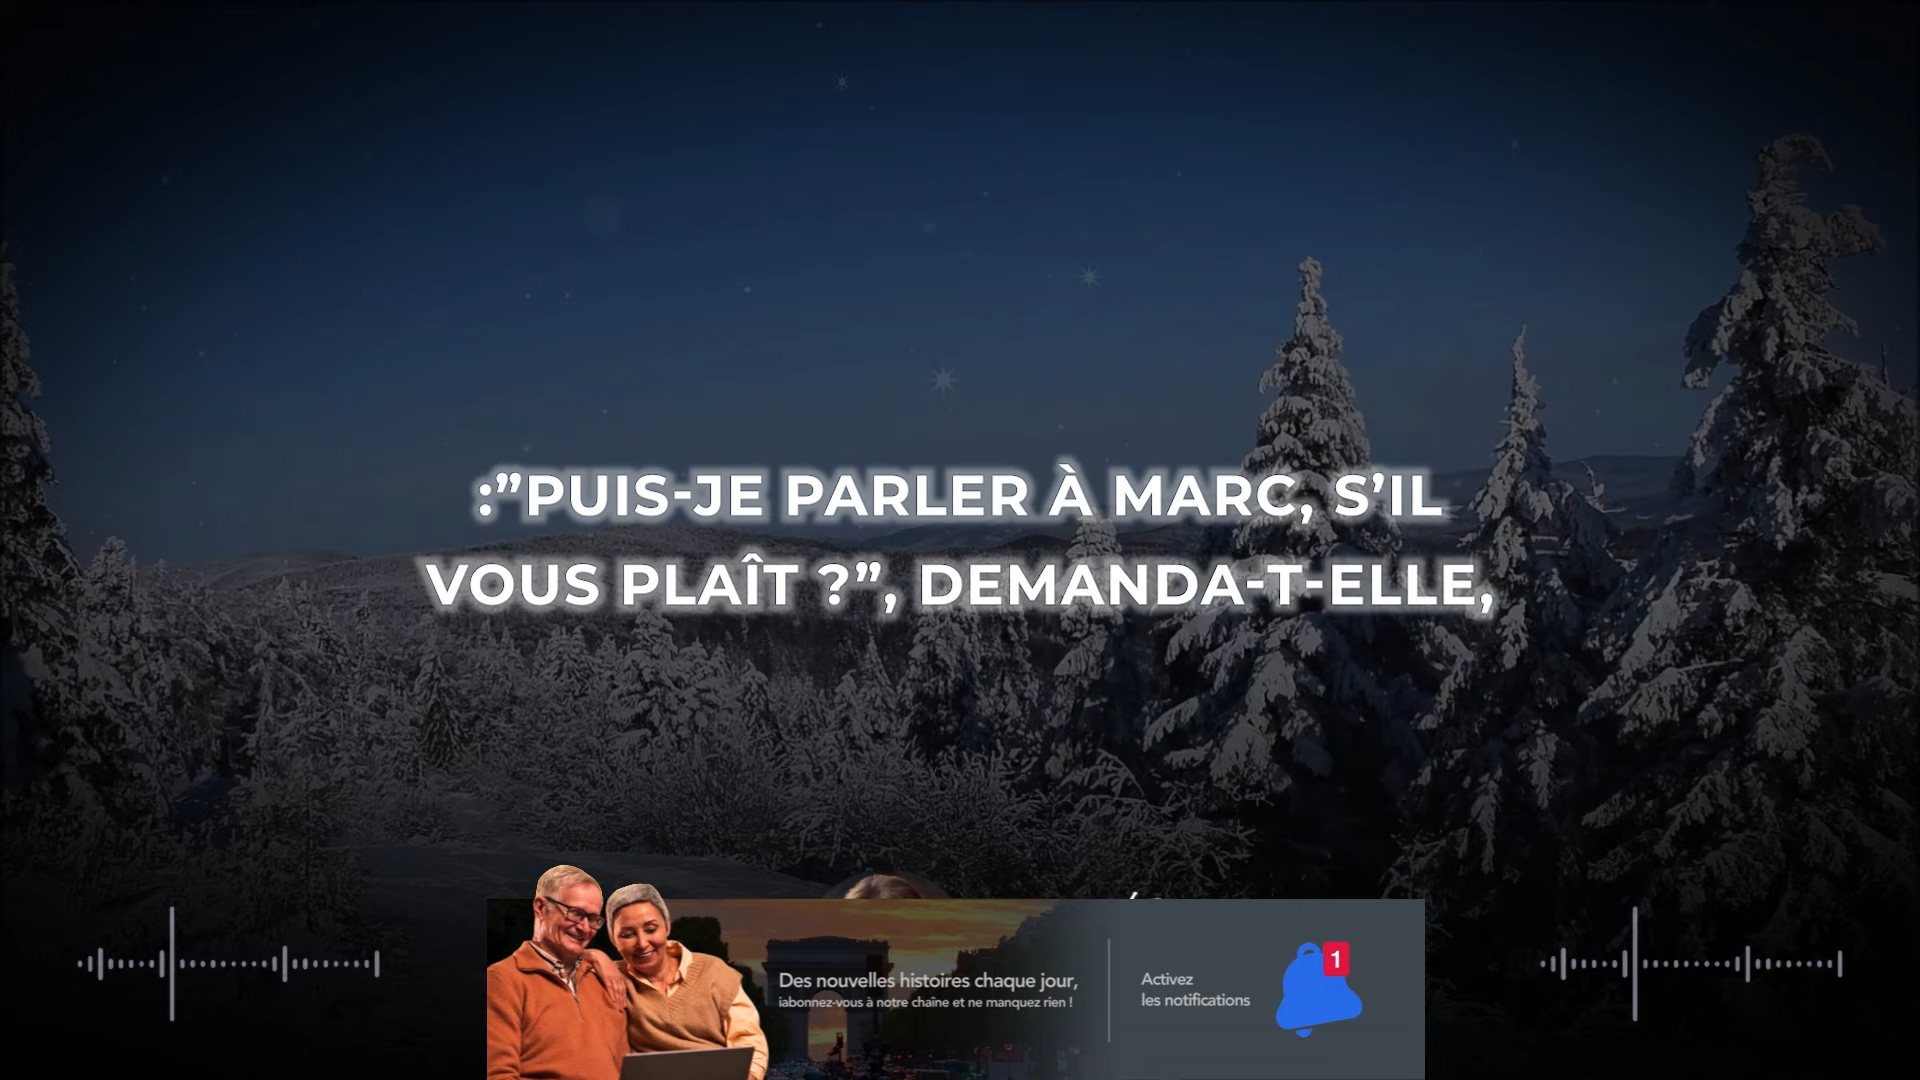 :”PUIS-JE PARLER À MARC, S’IL
VOUS PLAÎT ?”, DEMANDA-T-ELLE,
Des nouvelles histoires chaque jour,
iabonnez-vous à notre chaîne et ne manquez rien !
Activez
les notifications
1